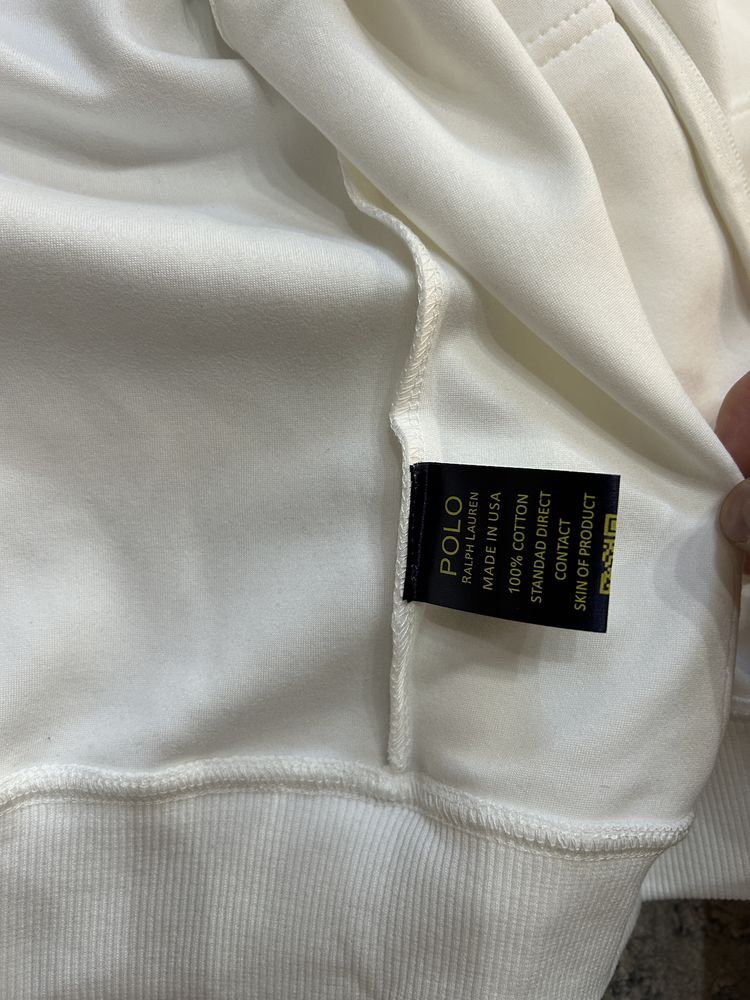 POLO
RALPH LAUREN
MADE IN USA
100% COTTON
STANDAD DIRECT
CONTACT
SKIN OF PRODUCT